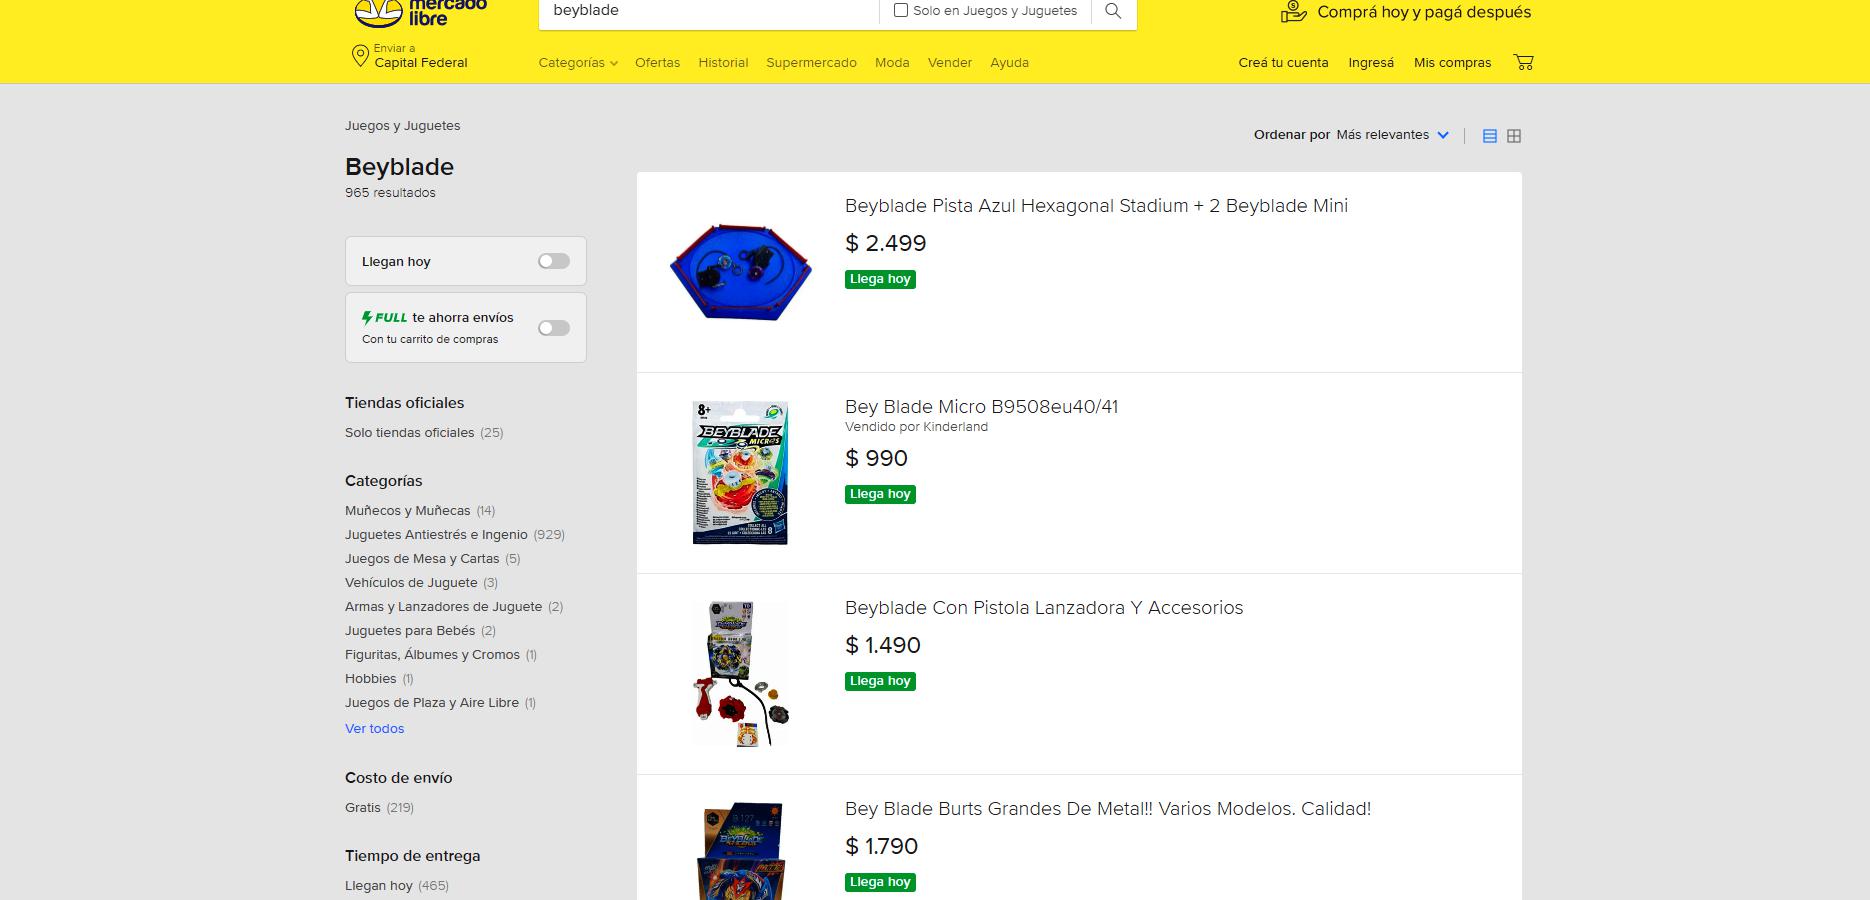 mercado
libre
beyblade
Solo en Juegos y Juguetes
Comprá hoy y pagá después
Enviar a
Capital Federal
Categorías
Ofertas
Historial
Supermercado
Moda
Vender
Ayuda
Creá tu cuenta
Ingresá
Mis compras
Juegos y Juguetes
Beyblade
965 resultados
Ordenar por Más relevantes
Llegan hoy
FULL te ahorra envíos
Con tu carrito de compras
Tiendas oficiales
Solo tiendas oficiales (25)
Categorías
Muñecos y Muñecas (14)
Juguetes Antiestrés e Ingenio (929)
Juegos de Mesa y Cartas (5)
Vehículos de Juguete (3)
Armas y Lanzadores de Juguete (2)
Juguetes para Bebés (2)
Figuritas, Álbumes y Cromos (1)
Hobbies (1)
Juegos de Plaza y Aire Libre (1)
Ver todos
Costo de envío
Gratis (219)
Tiempo de entrega
Llegan hoy (465)
Beyblade Pista Azul Hexagonal Stadium + 2 Beyblade Mini
$ 2.499
Llega hoy
8+
BEYBLADE
MICROS
Bey Blade Micro B9508eu40/41
Vendido por Kinderland
$ 990
Llega hoy
Beyblade Con Pistola Lanzadora Y Accesorios
$ 1.490
Llega hoy
B-127
BEYBLADE
Bey Blade Burts Grandes De Metal!! Varios Modelos. Calidad!
$ 1.790
Llega hoy